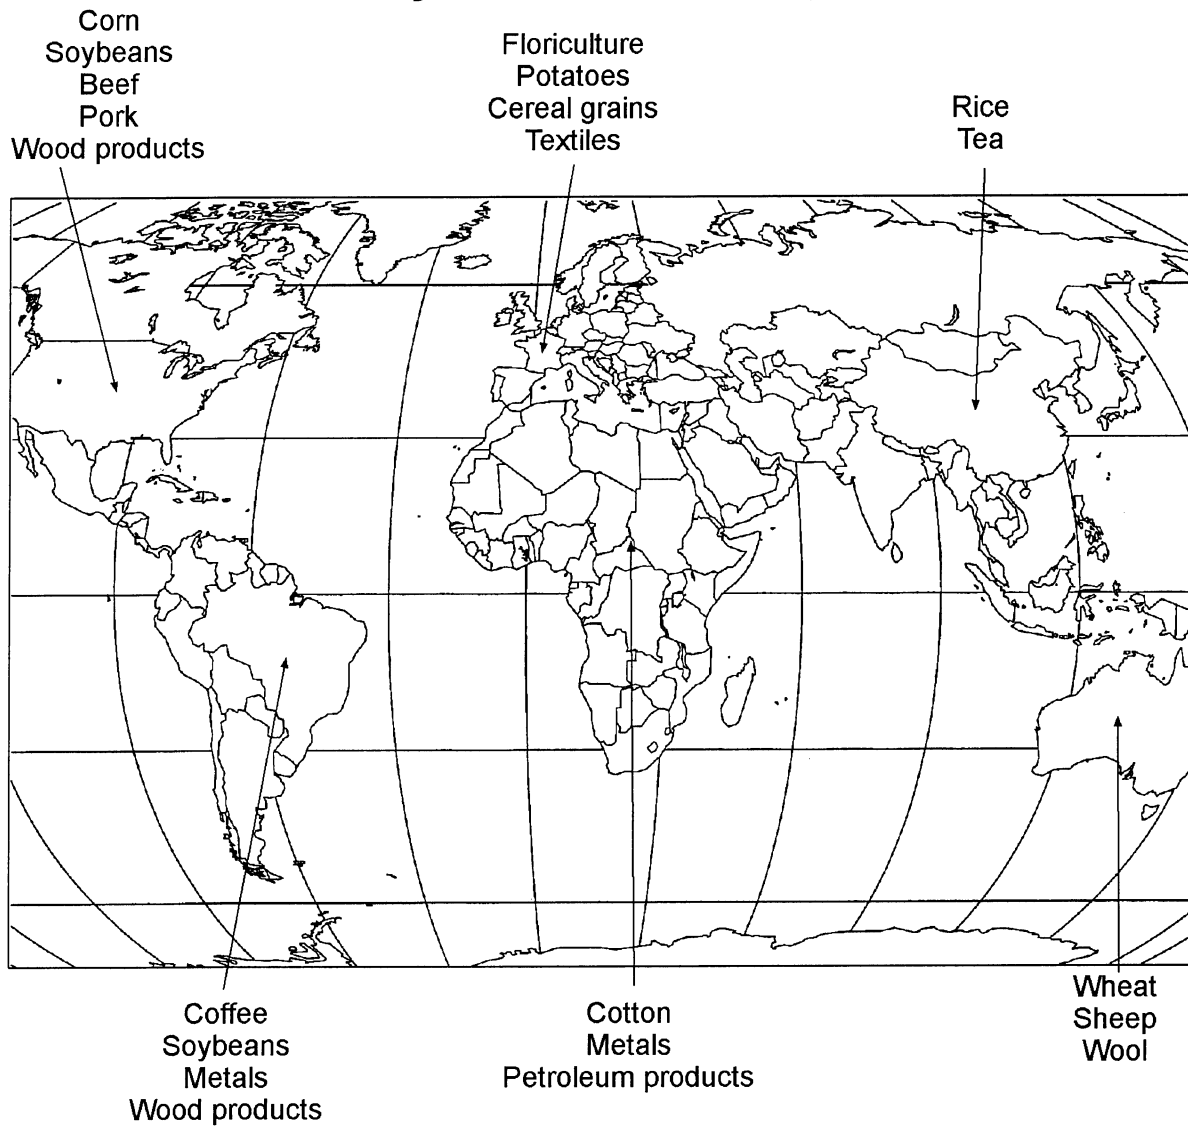 Corn
Soybeans
Beef
Pork
Wood products
Floriculture
Potatoes
Cereal grains
Textiles
Rice
Tea
Coffee
Soybeans
Metals
Wood products
Cotton
Metals
Petroleum products
Wheat
Sheep
Wool